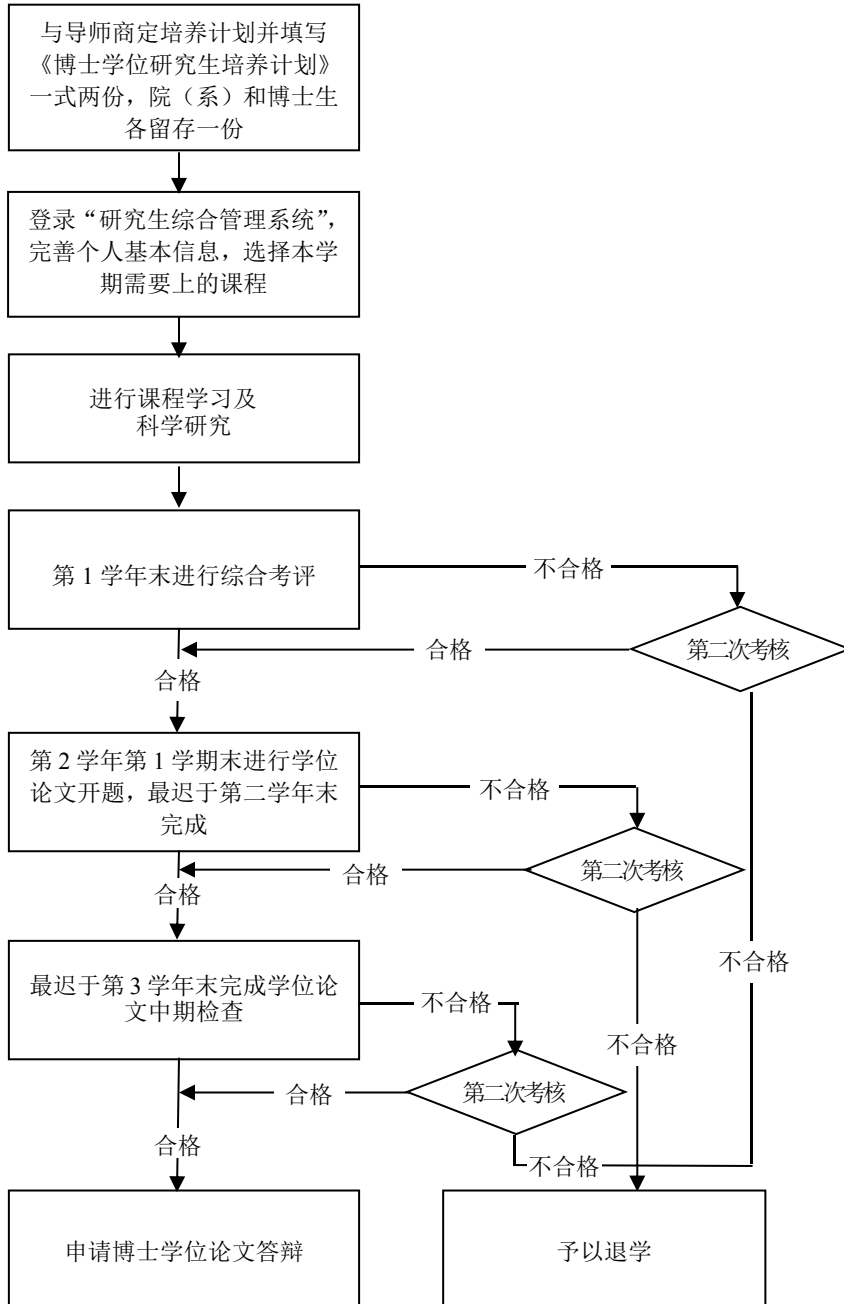 与导师商定培养计划并填写
《博士学位研究生培养计划》
一式两份，院（系）和博士生
各留存一份
登录“研究生综合管理系统”，
完善个人基本信息，选择本学
期需要上的课程
进行课程学习及
科学研究
第 1 学年末进行综合考评
不合格
第二次考核
合格
合格
第 2 学年第 1 学期末进行学位
论文开题，最迟于第二学年末
完成
不合格
第二次考核
合格
合格
不合格
最迟于第 3 学年末完成学位论
文中期检查
不合格
不合格
第二次考核
合格
合格
不合格
申请博士学位论文答辩
予以退学